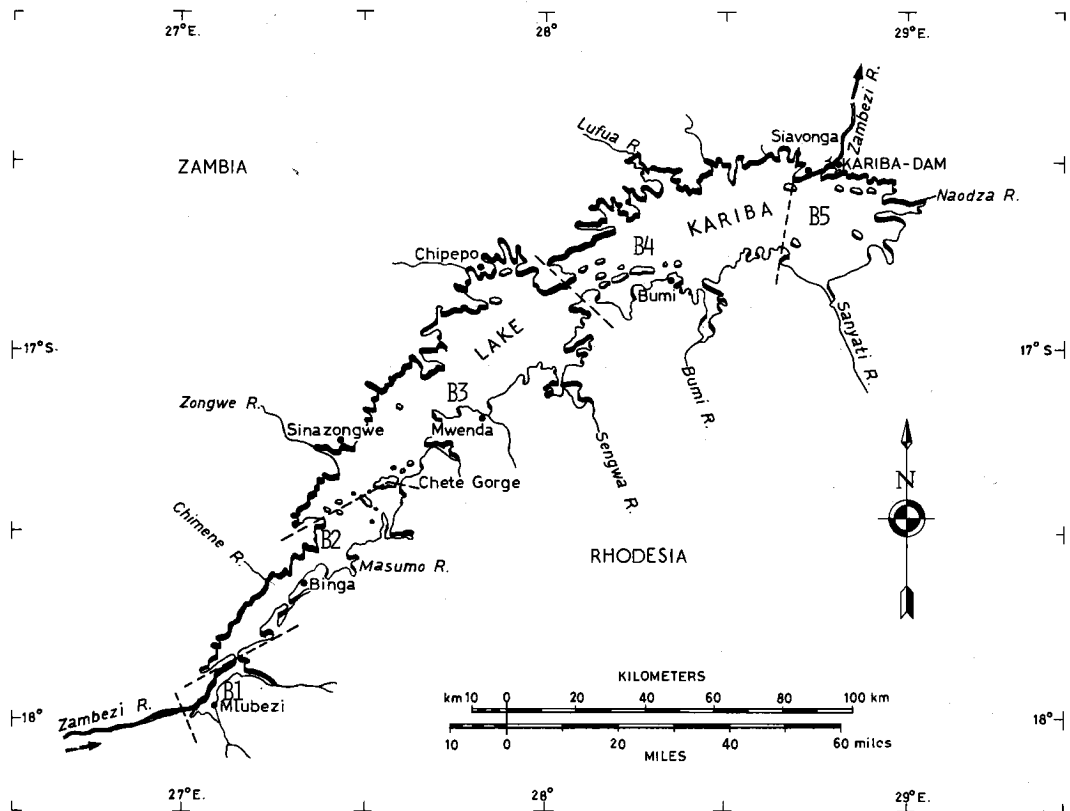 27°E.
28°
29°E.
Zambezi R.
Siavonga
Lufua R.
ZAMBIA
KARIBA-DAM
Naodza R.
KARIBA
B5
B4
Chipepo
Bumi
LAKE
Sanyati R.
17°S.
17°S
Bumi R.
B3
Zongwe R.
Sinazongwe
Mwenda
Sengwa R.
Chete Gorge
N
Chimene R.
B2
RHODESIA
Masumo R.
Binga
B1
Mlubezi
Zambezi R.
18°
18°
KILOMETERS
km10 0 20 40 60 80 100 km
10 0 20 40 60 miles
MILES
27°E.
28°
29°E.